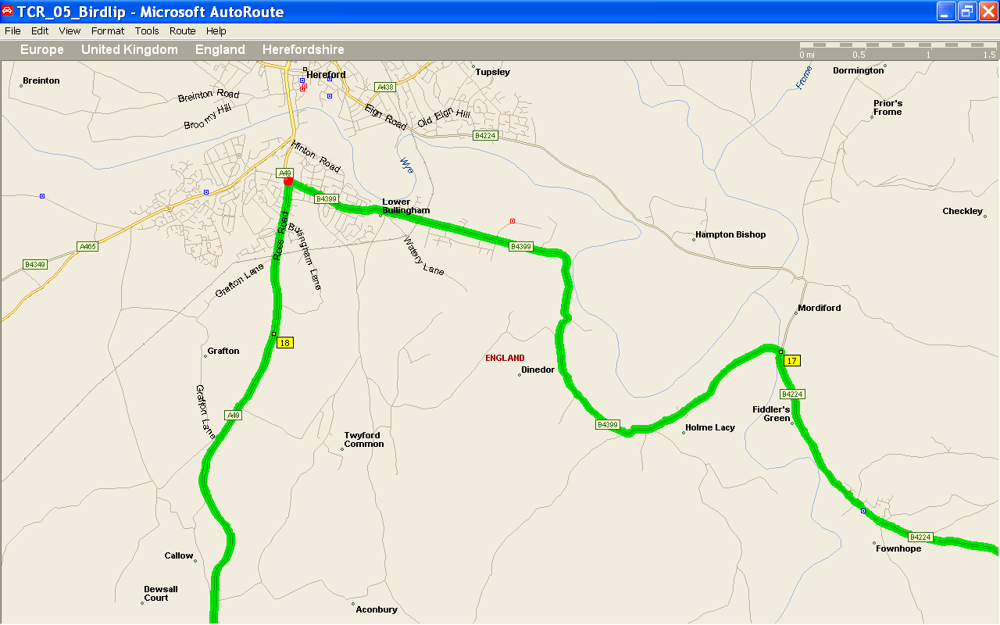 TCR_05_Birdlip - Microsoft AutoRoute
File Edit View Format Tools Route Help
Europe United Kingdom England Herefordshire
0 mi 0.5 1 1.5
Breinton
Hereford
Tupsley
Dormington
Frome
A438
Breinton Road
Broomy Hill
Eign Road
Old Eign Hill
Prior's
Frome
B4224
Hinton Road
Wye
A49
B4399
Lower
Bullingham
Checkley
Ross Road
Bullingham Lane
Hampton Bishop
A465
B4399
Watery Lane
B4349
Grafton Lane
Mordiford
18
Grafton
ENGLAND
Dinedor
17
Grafton Lane
B4224
A49
Fiddler's
Green
B4399
Holme Lacy
Twyford
Common
B4224
Fownhope
Callow
Dewsall
Court
Aconbury